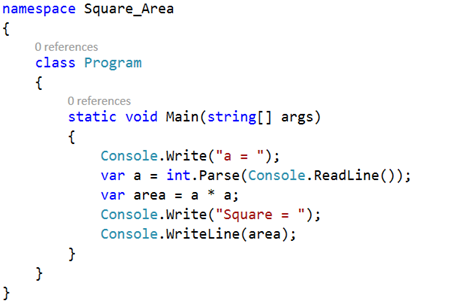 namespace Square_Area
{
0 references
class Program
{
0 references
static void Main(string[] args)
{
Console.Write("a = ");
var a = int.Parse(Console.ReadLine());
var area = a * a;
Console.Write("Square = ");
Console.WriteLine(area);
}
}
}